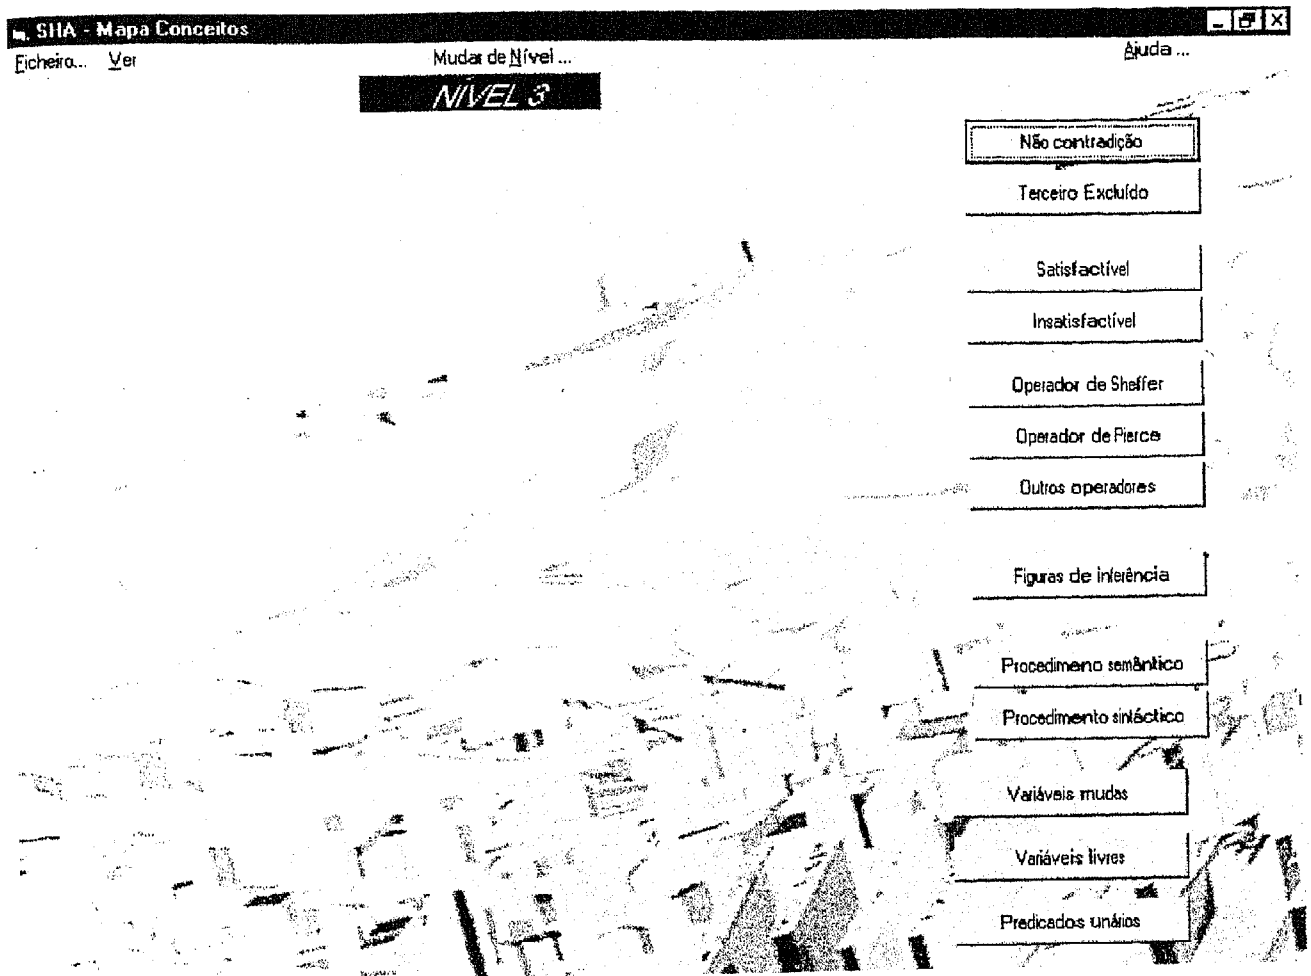 SHA - Mapa Conceitos
Ficheiro... Ver Mudar de Nível ... Ajuda ...
NÍVEL 3
Não contradição
Terceiro Excluído
Satisfactível
Insatisfactível
Operador de Sheffer
Operador de Pierce
Outros operadores
Figuras de inferência
Procedimeno semântico
Procedimento sintáctico
Variáveis mudas
Variáveis livres
Predicados unários